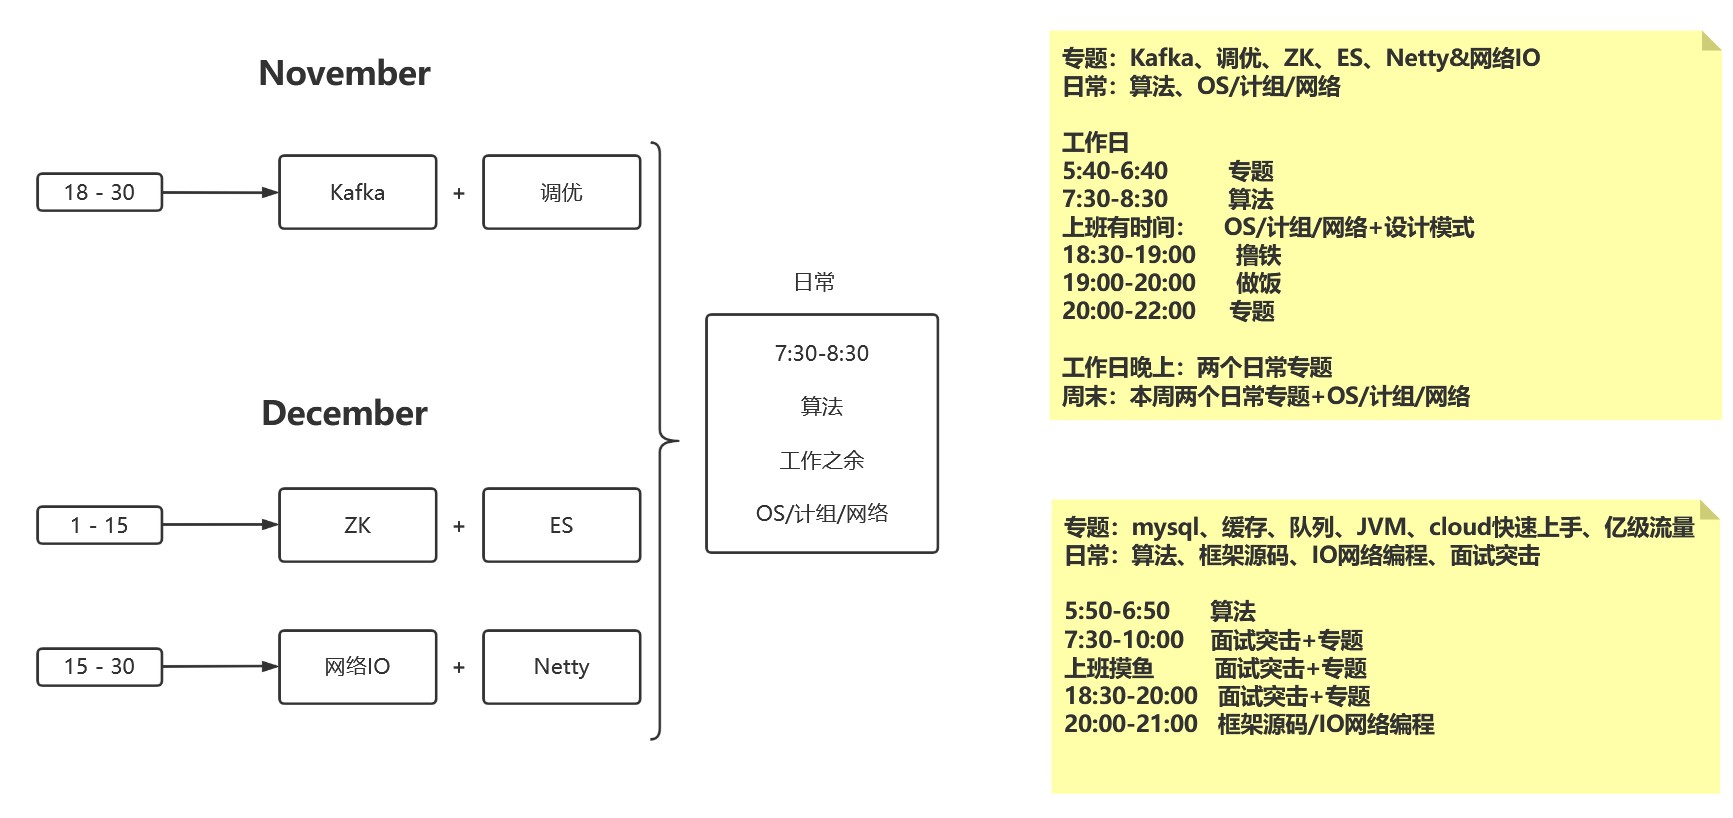 November
18 - 30
Kafka
+
调优
December
1 - 15
ZK
+
ES
15 - 30
网络IO
+
Netty
日常
7:30-8:30
算法
工作之余
OS/计组/网络
专题：Kafka、调优、ZK、ES、Netty&网络IO
日常：算法、OS/计组/网络
工作日
5:40-6:40 专题
7:30-8:30 算法
上班有时间： OS/计组/网络+设计模式
18:30-19:00 撸铁
19:00-20:00 做饭
20:00-22:00 专题
工作日晚上：两个日常专题
周末：本周两个日常专题+OS/计组/网络
专题：mysql、缓存、队列、JVM、cloud快速上手、亿级流量
日常：算法、框架源码、IO网络编程、面试突击
5:50-6:50 算法
7:30-10:00 面试突击+专题
上班摸鱼 面试突击+专题
18:30-20:00 面试突击+专题
20:00-21:00 框架源码/IO网络编程